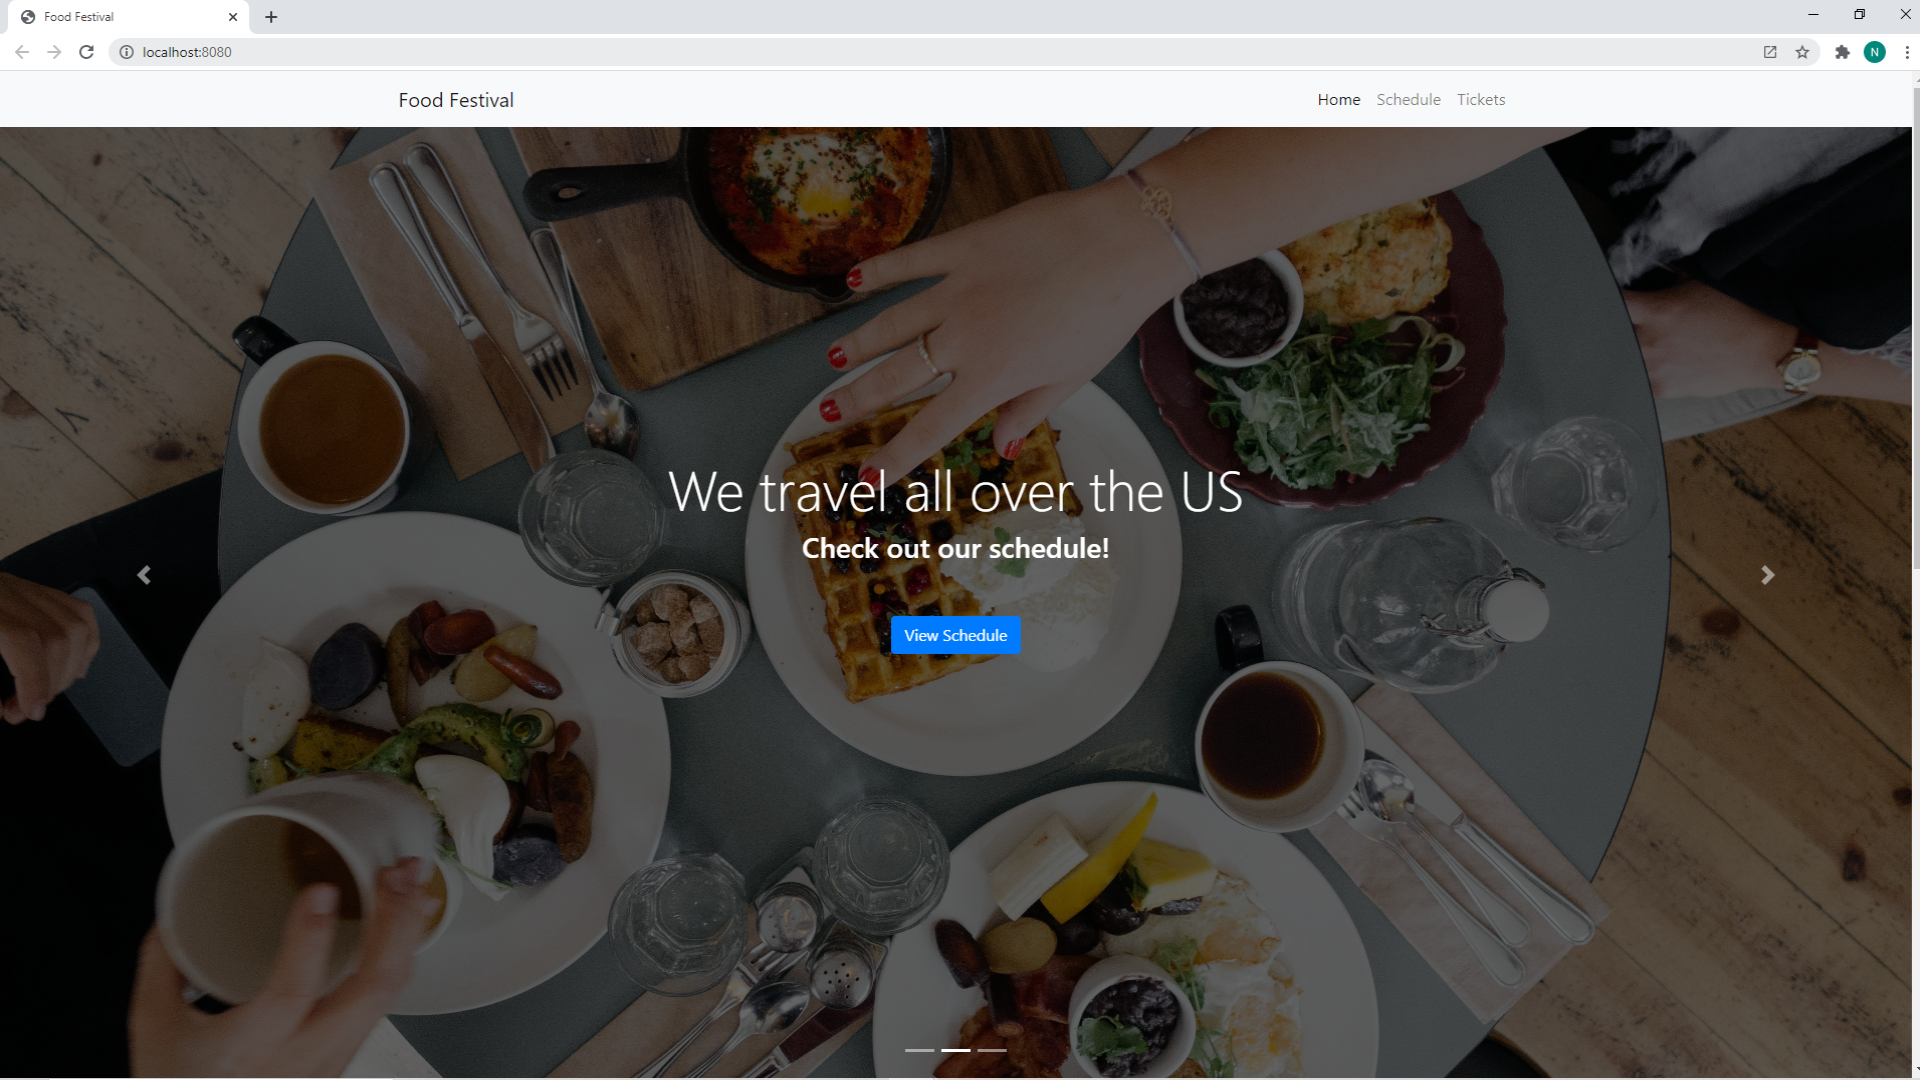 Food Festival
localhost:8080
N
Food Festival
Home Schedule Tickets
We travel all over the US
Check out our schedule!
View Schedule